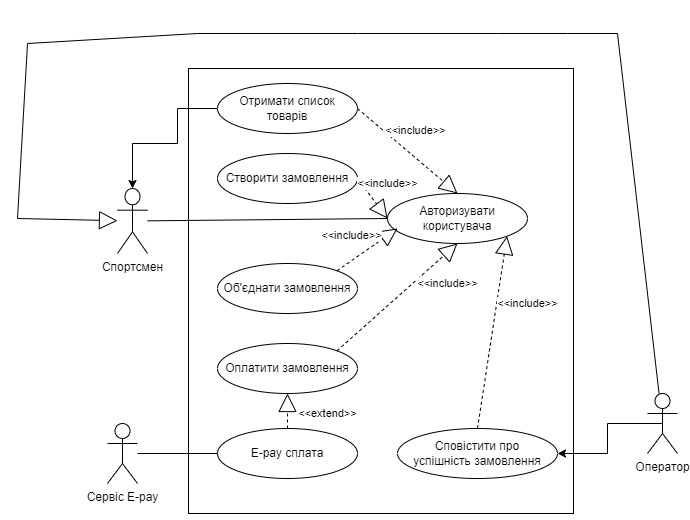 Отримати список
товарів
<<include>>
Створити замовлення
<<include>>
Авторизувати
користувача
<<include>>
Спортсмен
Об'єднати замовлення
<<include>>
<<include>>
Оплатити замовлення
<<extend>>
E-pay сплата
Сповістити про
успішність замовлення
Оператор
Сервіс E-pay